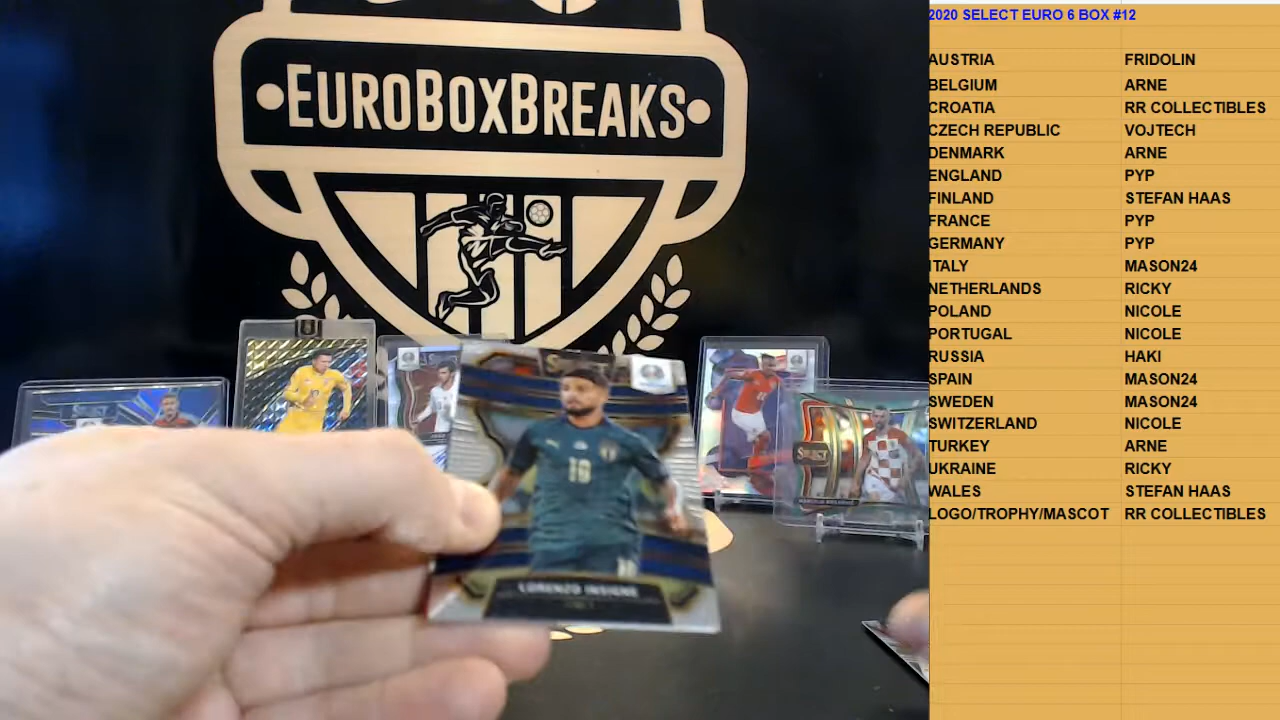 EUROBOXBREAKS
10
LORENZO INSIGNE
SELECT
2020 SELECT EURO 6 BOX #12
AUSTRIA FRIDOLIN
BELGIUM ARNE
CROATIA RR COLLECTIBLES
CZECH REPUBLIC VOJTECH
DENMARK ARNE
ENGLAND PYP
FINLAND STEFAN HAAS
FRANCE PYP
GERMANY PYP
ITALY MASON24
NETHERLANDS RICKY
POLAND NICOLE
PORTUGAL NICOLE
RUSSIA HAKI
SPAIN MASON24
SWEDEN MASON24
SWITZERLAND NICOLE
TURKEY ARNE
UKRAINE RICKY
WALES STEFAN HAAS
LOGO/TROPHY/MASCOT RR COLLECTIBLES